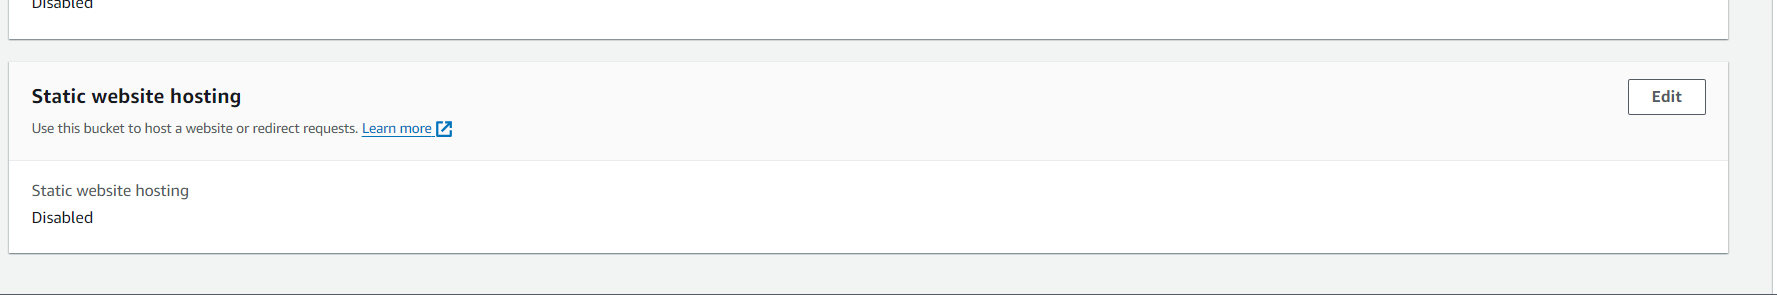 Disabled
Static website hosting
Edit
Use this bucket to host a website or redirect requests. Learn more
Static website hosting
Disabled